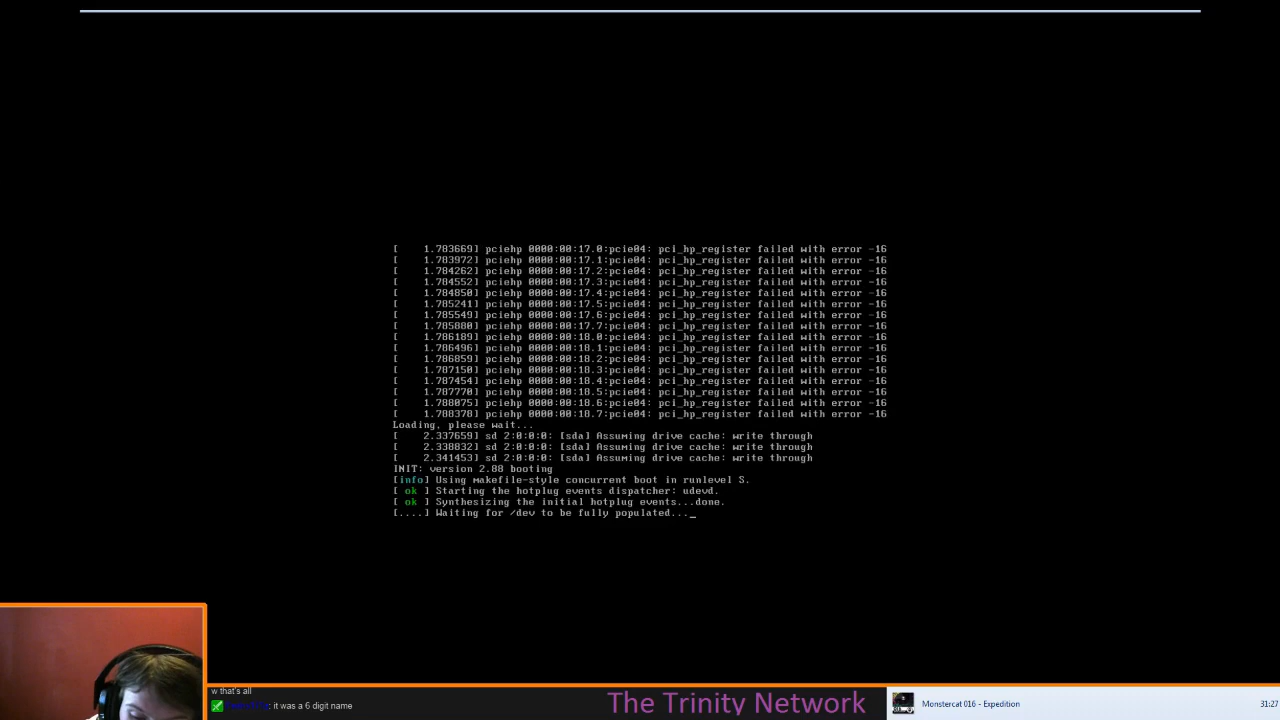 [    1.783669] pciehp 0000:00:17.0:pcie04: pci_hp_register failed with error -16
[    1.783972] pciehp 0000:00:17.1:pcie04: pci_hp_register failed with error -16
[    1.784262] pciehp 0000:00:17.2:pcie04: pci_hp_register failed with error -16
[    1.784552] pciehp 0000:00:17.3:pcie04: pci_hp_register failed with error -16
[    1.784850] pciehp 0000:00:17.4:pcie04: pci_hp_register failed with error -16
[    1.785241] pciehp 0000:00:17.5:pcie04: pci_hp_register failed with error -16
[    1.785549] pciehp 0000:00:17.6:pcie04: pci_hp_register failed with error -16
[    1.785880] pciehp 0000:00:17.7:pcie04: pci_hp_register failed with error -16
[    1.786189] pciehp 0000:00:18.0:pcie04: pci_hp_register failed with error -16
[    1.786496] pciehp 0000:00:18.1:pcie04: pci_hp_register failed with error -16
[    1.786859] pciehp 0000:00:18.2:pcie04: pci_hp_register failed with error -16
[    1.787150] pciehp 0000:00:18.3:pcie04: pci_hp_register failed with error -16
[    1.787454] pciehp 0000:00:18.4:pcie04: pci_hp_register failed with error -16
[    1.787770] pciehp 0000:00:18.5:pcie04: pci_hp_register failed with error -16
[    1.788075] pciehp 0000:00:18.6:pcie04: pci_hp_register failed with error -16
[    1.788378] pciehp 0000:00:18.7:pcie04: pci_hp_register failed with error -16
Loading, please wait...
[    2.337659] sd 2:0:0:0: [sda] Assuming drive cache: write through
[    2.338832] sd 2:0:0:0: [sda] Assuming drive cache: write through
[    2.341453] sd 2:0:0:0: [sda] Assuming drive cache: write through
INIT: version 2.88 booting
[info] Using makefile-style concurrent boot in runlevel S.
[ ok ] Starting the hotplug events dispatcher: udevd.
[ ok ] Synthesizing the initial hotplug events...done.
[....] Waiting for /dev to be fully populated..._
w that's all
: it was a 6 digit name
The Trinity Network
Monstercat 016 - Expedition
31:27